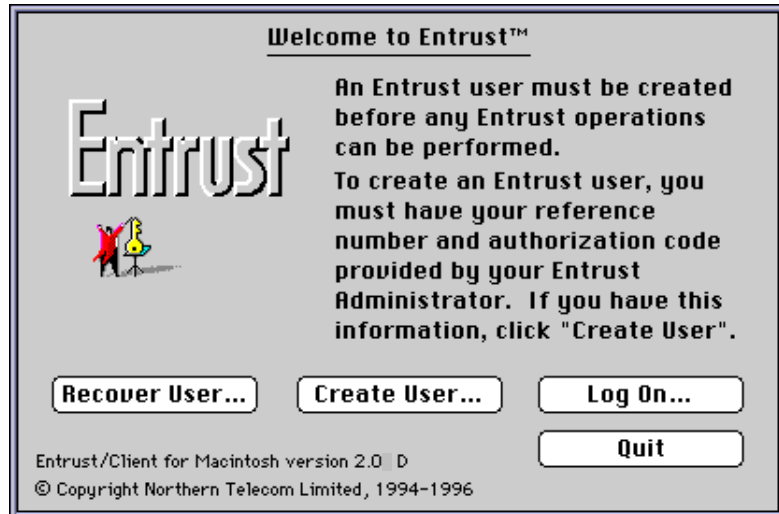 Welcome to Entrust™
Entrust
An Entrust user must be created
before any Entrust operations
can be performed.
To create an Entrust user, you
must have your reference
number and authorization code
provided by your Entrust
Administrator. If you have this
information, click "Create User".
Recover User...
Create User...
Log On...
Quit
Entrust/Client for Macintosh version 2.0 D
© Copyright Northern Telecom Limited, 1994-1996